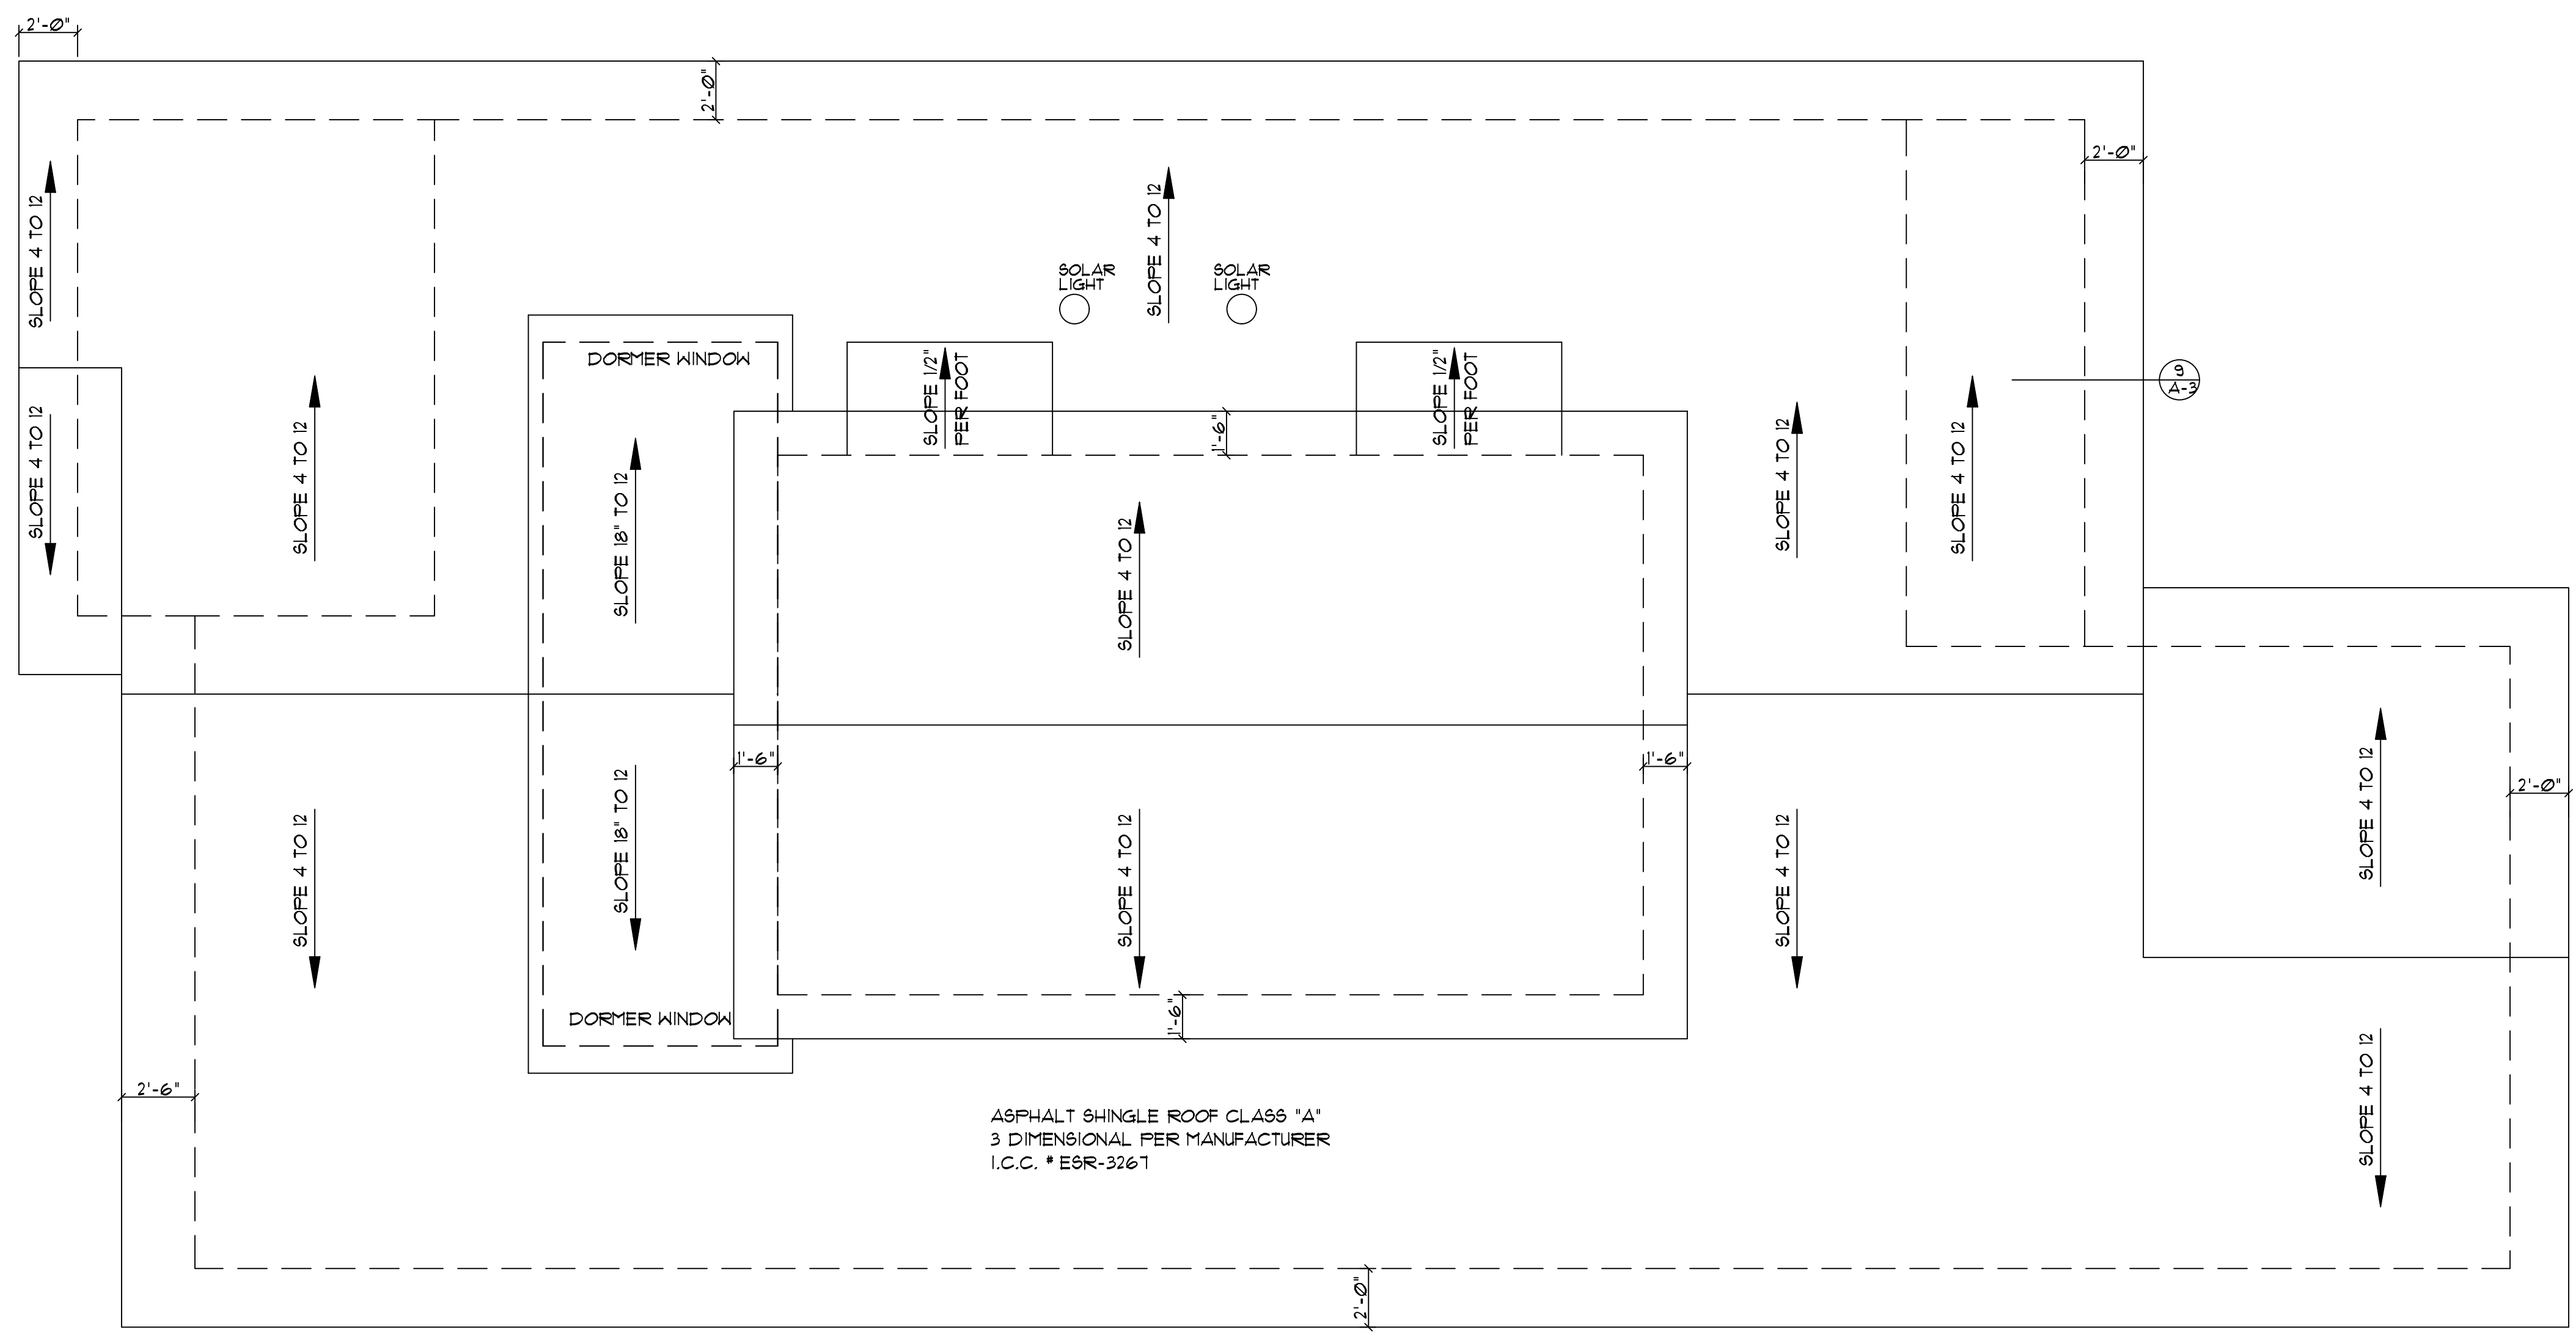 2'-0"
2'-0"
2'-0"
SLOPE 4 TO 12
SLOPE 4 TO 12
SOLAR
LIGHT
SOLAR
LIGHT
DORMER WINDOW
SLOPE 1/2"
PER FOOT
SLOPE 1/2"
PER FOOT
9
A-3
1'-6"
SLOPE 4 TO 12
SLOPE 4 TO 12
SLOPE 18" TO 12
SLOPE 4 TO 12
SLOPE 4 TO 12
SLOPE 4 TO 12
1'-6"
1'-6"
2'-0"
SLOPE 4 TO 12
SLOPE 4 TO 12
SLOPE 18" TO 12
SLOPE 4 TO 12
SLOPE 4 TO 12
DORMER WINDOW
1'-6"
2'-6"
SLOPE 4 TO 12
ASPHALT SHINGLE ROOF CLASS "A"
3 DIMENSIONAL PER MANUFACTURER
I.C.C. # ESR-3267
2'-0"